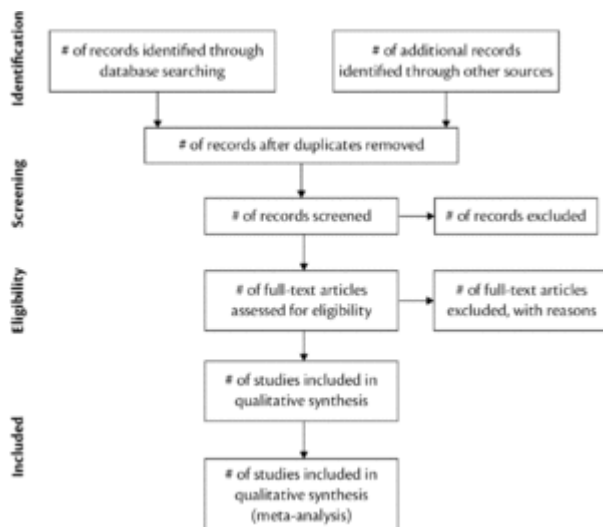 Identification
# of records identified through
database searching
# of additional records
identified through other sources
# of records after duplicates removed
Screening
# of records screened
# of records excluded
Eligibility
# of full-text articles
assessed for eligibility
# of full-text articles
excluded, with reasons
Included
# of studies included in
qualitative synthesis
# of studies included in
qualitative synthesis
(meta-analysis)